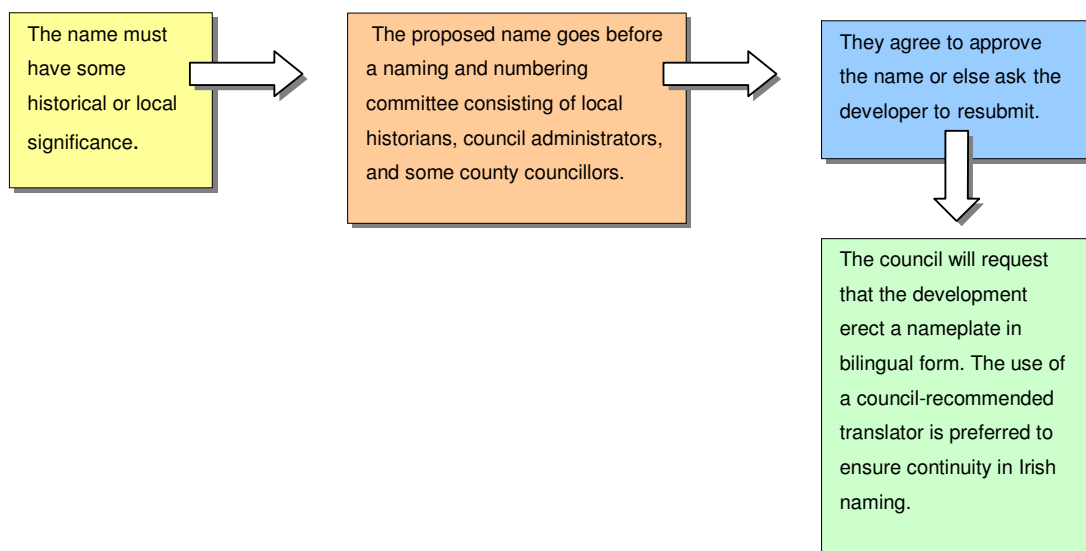 The name must
have some
historical or local
significance.
The proposed name goes before
a naming and numbering
committee consisting of local
historians, council administrators,
and some county councillors.
They agree to approve
the name or else ask the
developer to resubmit.
The council will request
that the development
erect a nameplate in
bilingual form. The use of
a council-recommended
translator is preferred to
ensure continuity in Irish
naming.